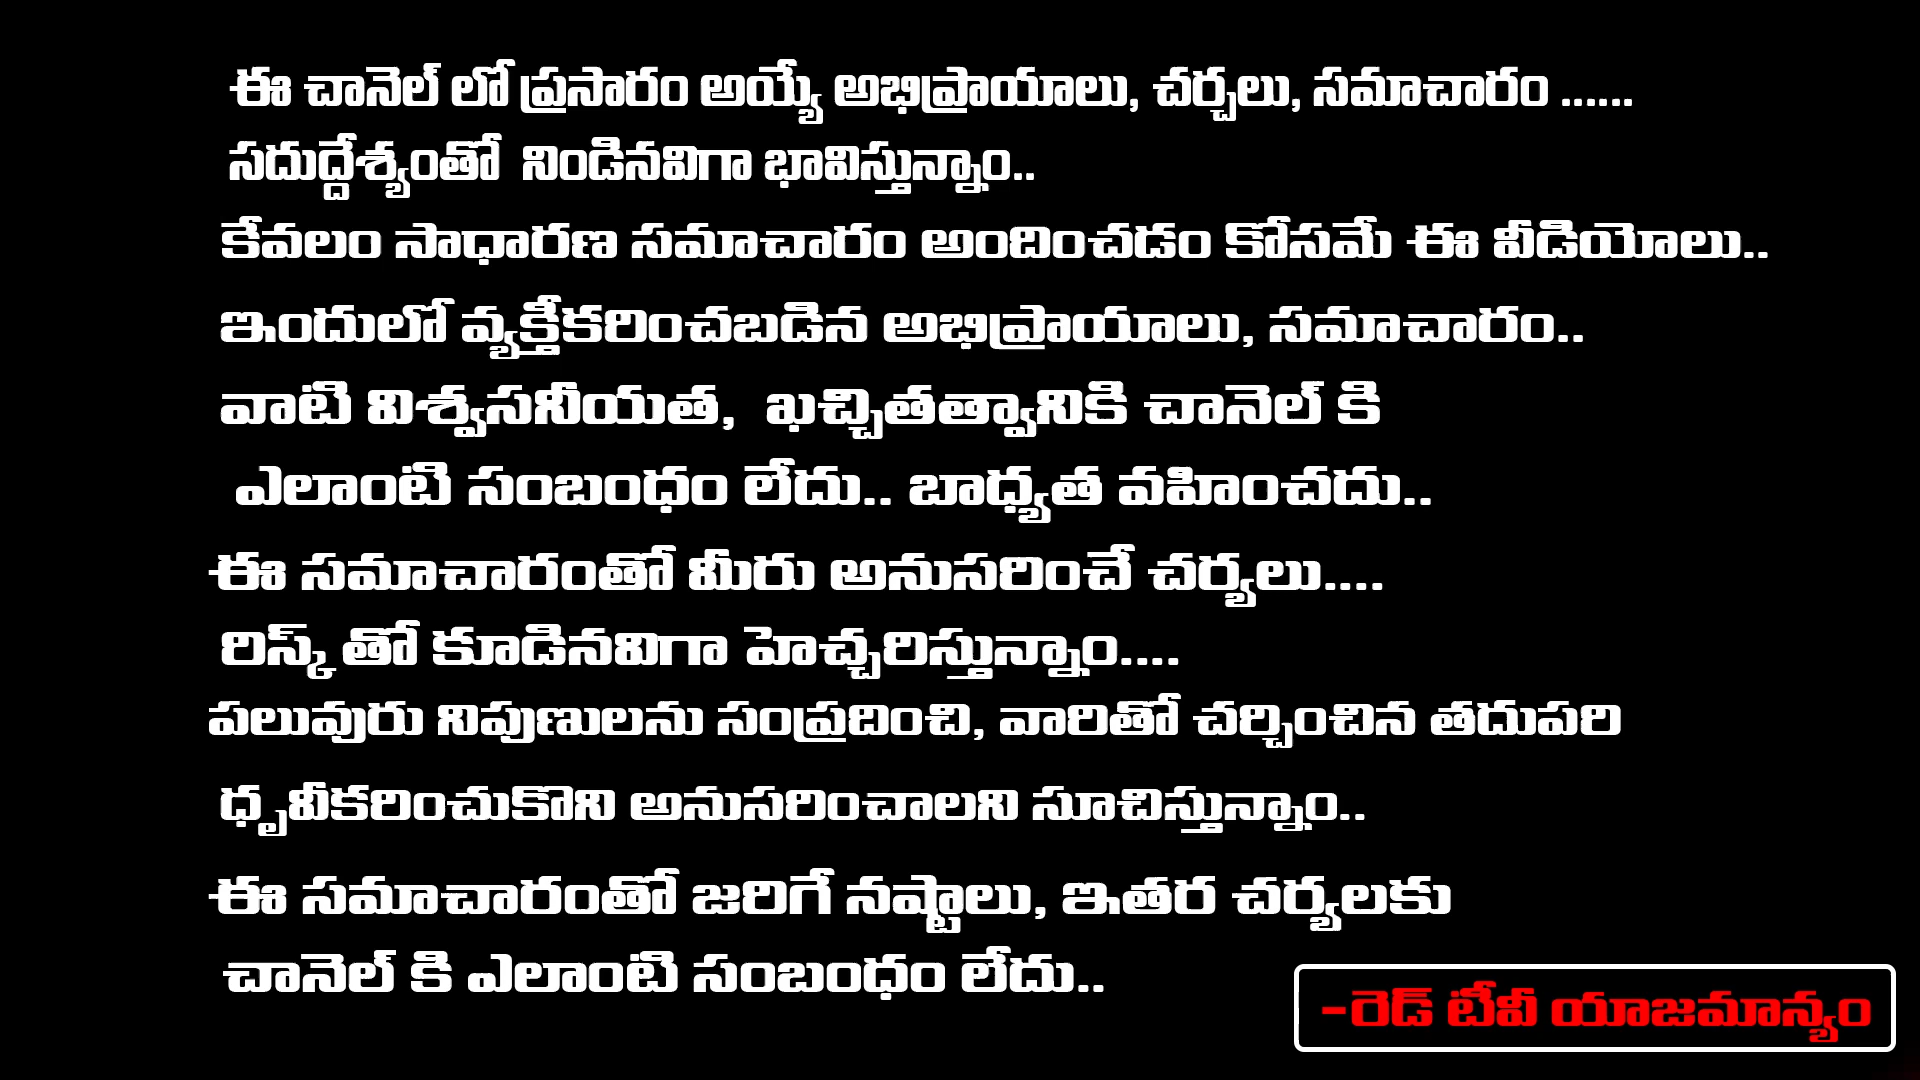 ఈ చానెల్ లో ప్రసారం అయ్యే అభిప్రాయాలు, చర్చలు, సమాచారం ......
సదుద్దేశ్యంతో నిండినవిగా భావిస్తున్నాం..
కేవలం సాధారణ సమాచారం అందించడం కోసమే ఈ వీడియోలు..
ఇందులో వ్యక్తీకరించబడిన అభిప్రాయాలు, సమాచారం..
వాటి విశ్వసనీయత, ఖచ్చితత్వానికి చానెల్ కి
ఎలాంటి సంబంధం లేదు.. బాధ్యత వహించదు..
ఈ సమాచారంతో మీరు అనుసరించే చర్యలు....
రిస్క్ తో కూడినవిగా హెచ్చరిస్తున్నాం....
పలువురు నిపుణులను సంప్రదించి, వారితో చర్చించిన తదుపరి
ధృవీకరించుకొని అనుసరించాలని సూచిస్తున్నాం..
ఈ సమాచారంతో జరిగే నష్టాలు, ఇతర చర్యలకు
చానెల్ కి ఎలాంటి సంబంధం లేదు..
-రెడ్ టీవీ యాజమాన్యం